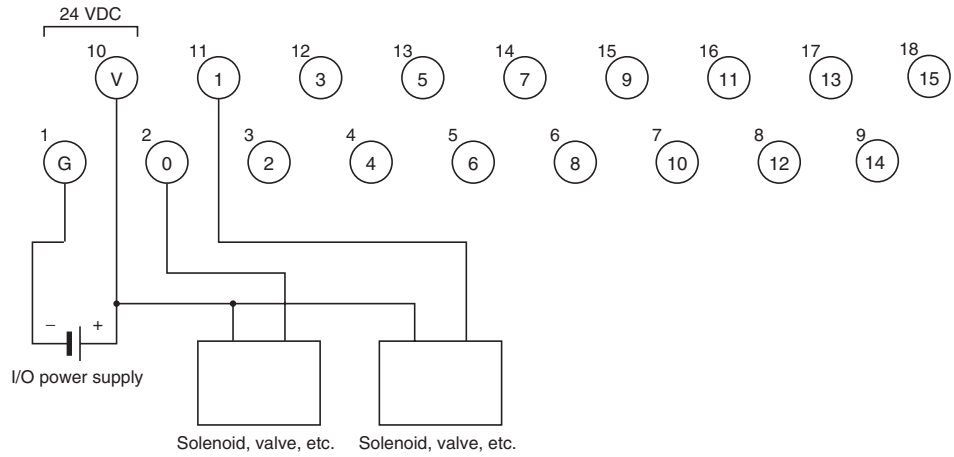 24 VDC
10 11 12 13 14 15 16 17 18
V 1 3 5 7 9 11 13 15
1 2 3 4 5 6 7 8 9
G 0 2 4 6 8 10 12 14
– +
I/O power supply
Solenoid, valve, etc. Solenoid, valve, etc.